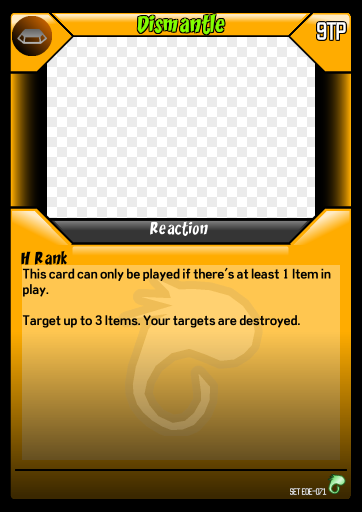 Dismantle
9TP
Reaction
H Rank
This card can only be played if there's at least 1 Item in
play.
Target up to 3 Items. Your targets are destroyed.
SET EOE-071